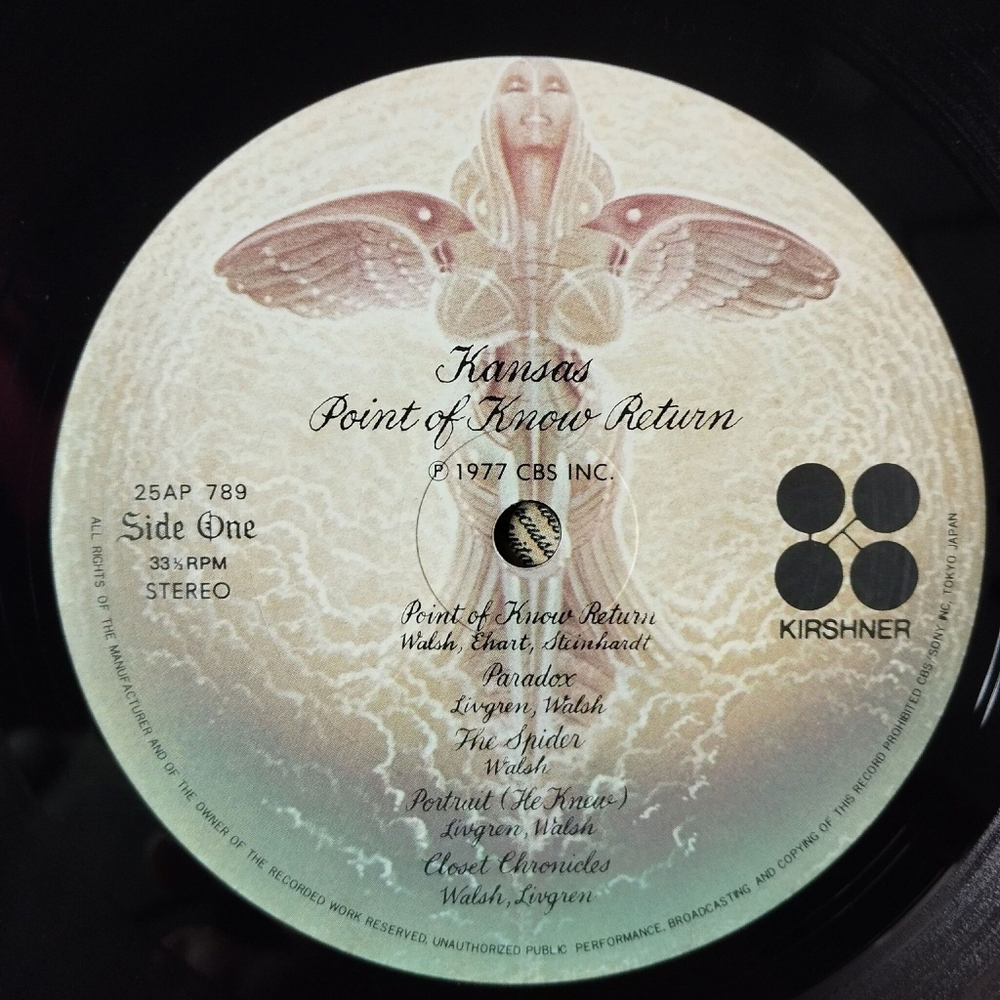 Kansas
Point of Know Return
℗ 1977 CBS INC.
25AP 789
Side One
33⅓RPM
STEREO
KIRSHNER
Point of Know Return
Walsh, Ehart, Steinhardt
Paradox
Livgren, Walsh
The Spider
Walsh
Portrait (He Knew)
Livgren, Walsh
Closet Chronicles
Walsh, Livgren
ALL RIGHTS OF THE MANUFACTURER AND OF THE OWNER OF THE RECORDED WORK RESERVED. UNAUTHORIZED PUBLIC PERFORMANCE, BROADCASTING AND COPYING OF THIS RECORD PROHIBITED CBS/SONY INC. TOKYO JAPAN